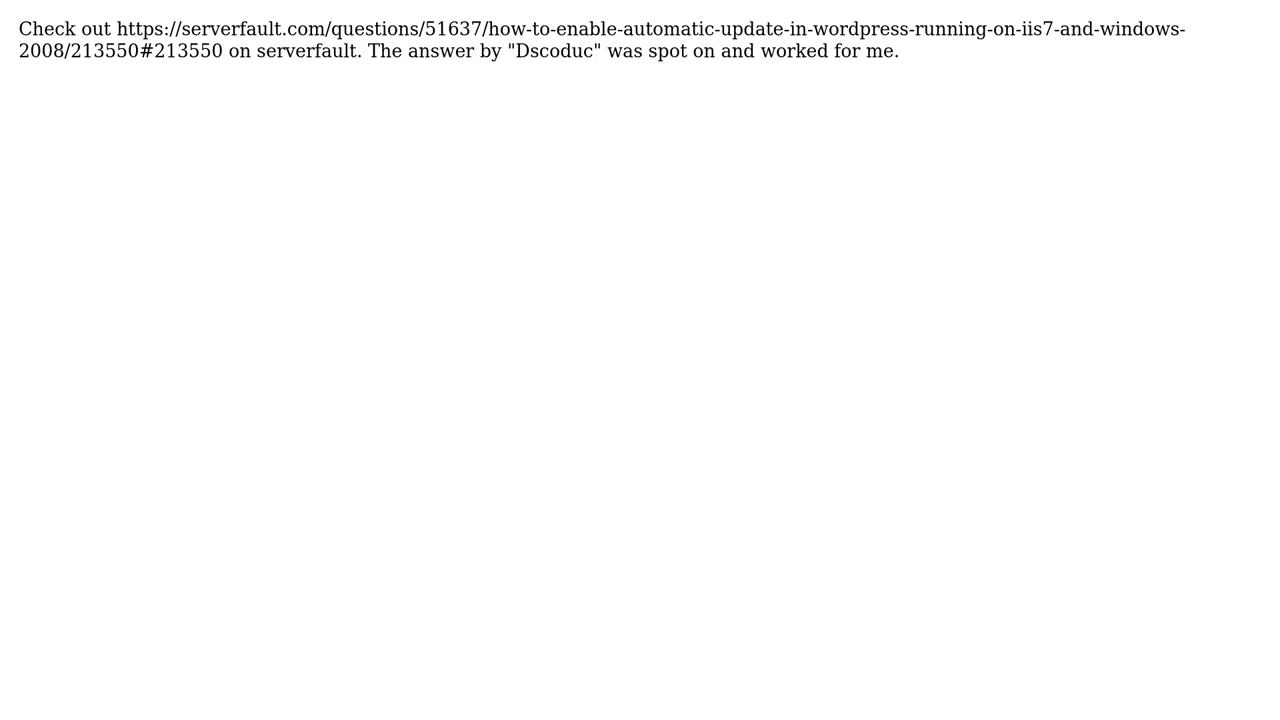 Check out https://serverfault.com/questions/51637/how-to-enable-automatic-update-in-wordpress-running-on-iis7-and-windows-
2008/213550#213550 on serverfault. The answer by "Dscoduc" was spot on and worked for me.